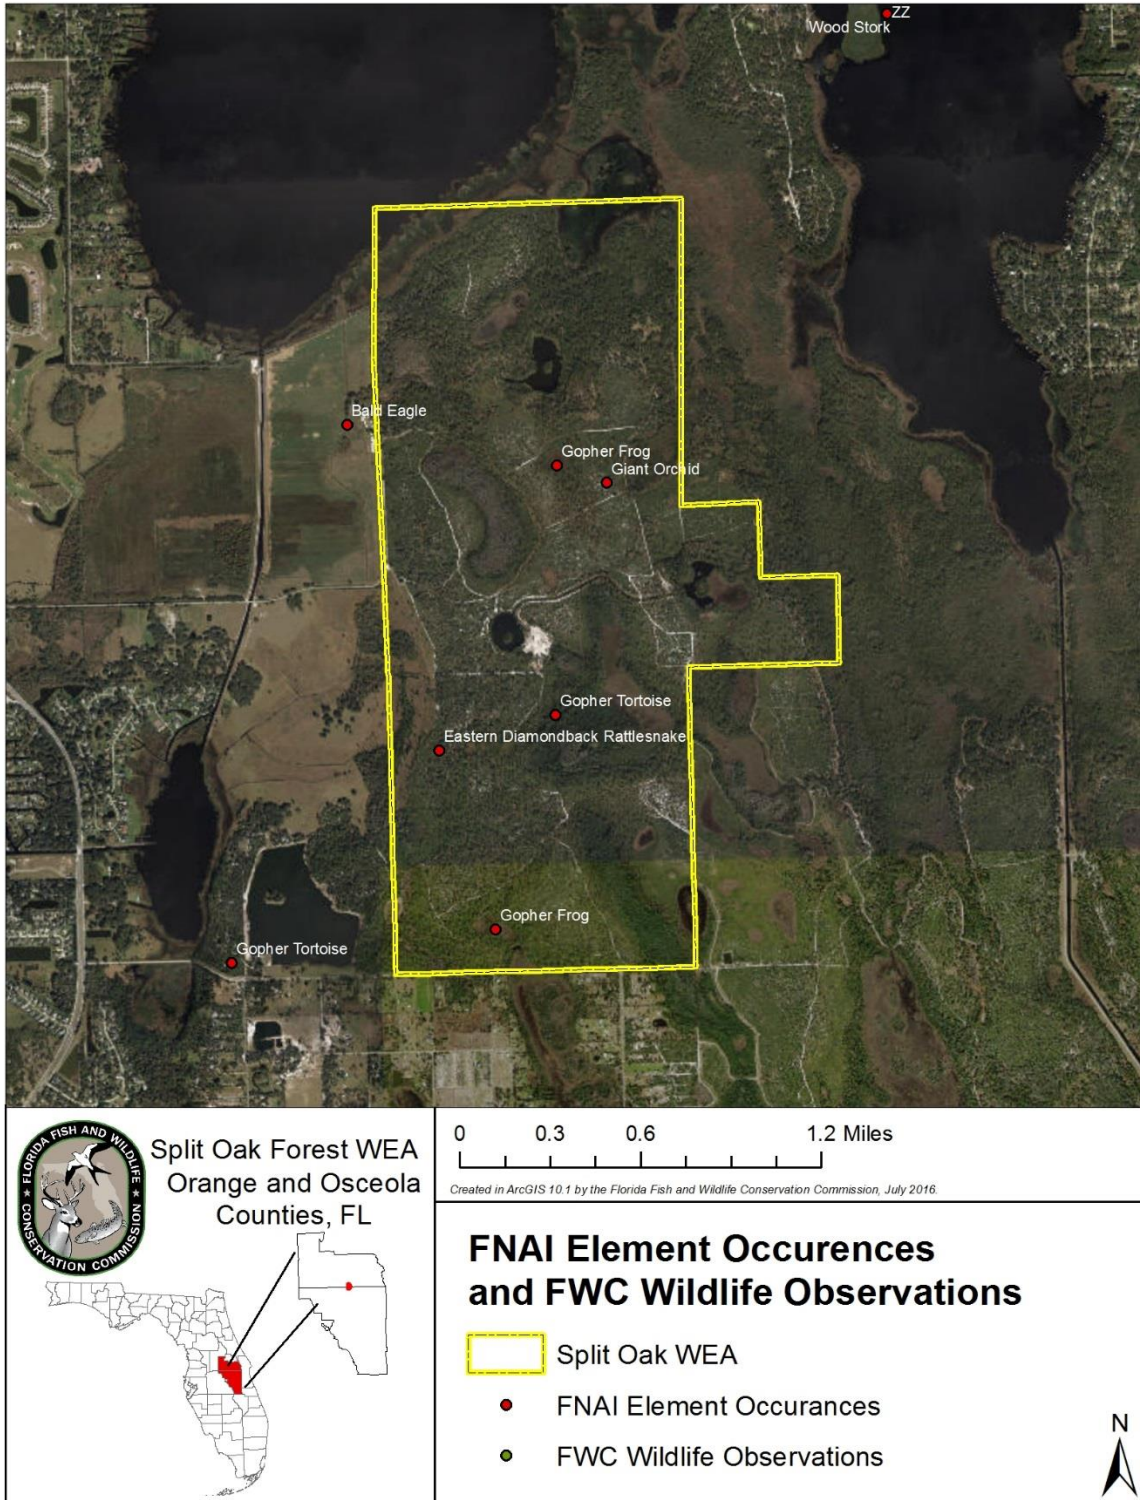 ZZ
Wood Stork
Bald Eagle
Gopher Frog
Giant Orchid
Gopher Tortoise
Eastern Diamondback Rattlesnake
Gopher Frog
Gopher Tortoise
FLORIDA FISH AND WILDLIFE
CONSERVATION COMMISSION
Split Oak Forest WEA
Orange and Osceola
Counties, FL
0 0.3 0.6 1.2 Miles
Created in ArcGIS 10.1 by the Florida Fish and Wildlife Conservation Commission, July 2016.
FNAI Element Occurences
and FWC Wildlife Observations
Split Oak WEA
FNAI Element Occurances
FWC Wildlife Observations
N